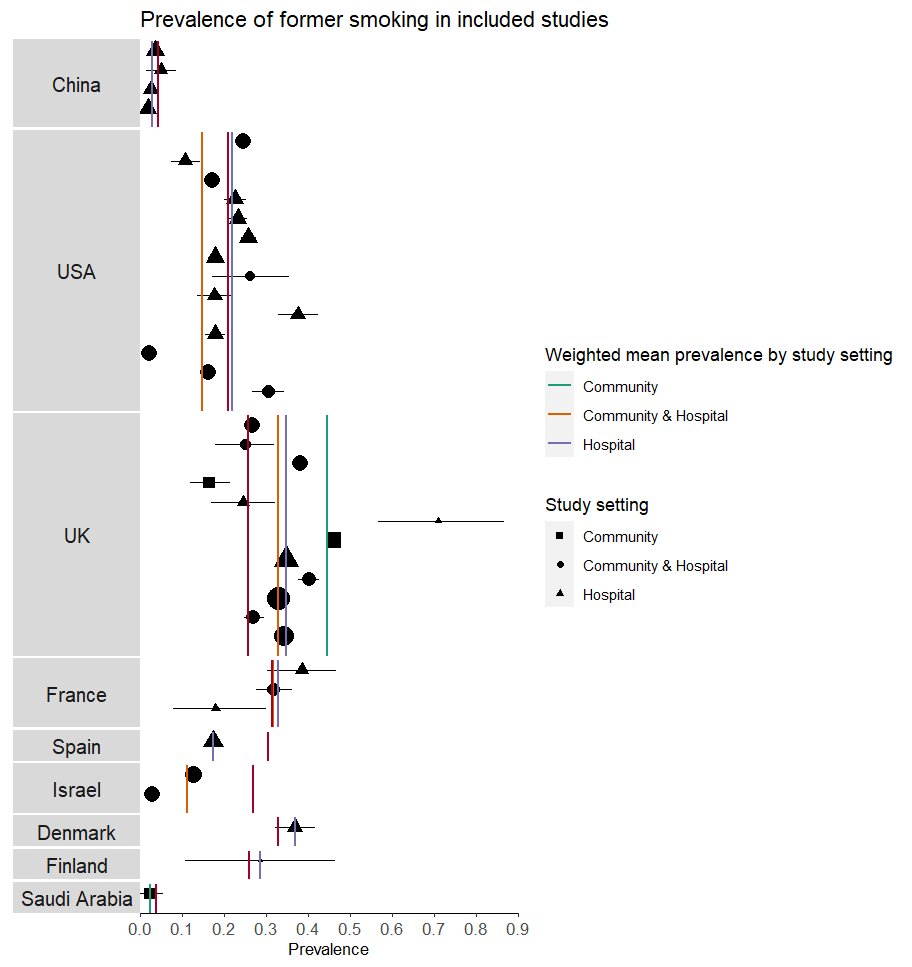 Prevalence of former smoking in included studies
China
USA
UK
France
Spain
Israel
Denmark
Finland
Saudi Arabia
0.0 0.1 0.2 0.3 0.4 0.5 0.6 0.7 0.8 0.9
Prevalence
Weighted mean prevalence by study setting
Community
Community & Hospital
Hospital
Study setting
Community
Community & Hospital
Hospital